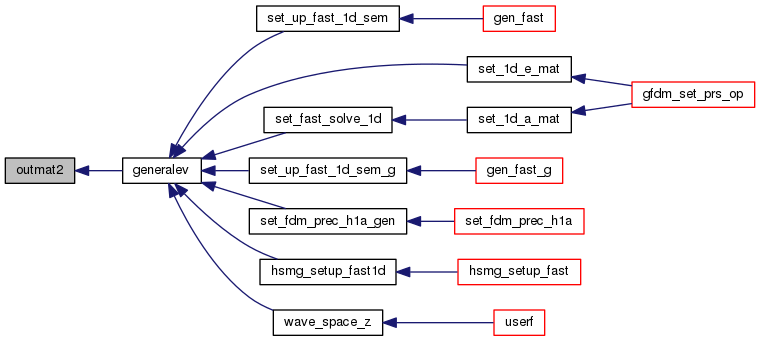 set_up_fast_1d_sem
gen_fast
set_1d_e_mat
gfdm_set_prs_op
set_fast_solve_1d
set_1d_a_mat
outmat2
generalev
set_up_fast_1d_sem_g
gen_fast_g
set_fdm_prec_h1a_gen
set_fdm_prec_h1a
hsmg_setup_fast1d
hsmg_setup_fast
wave_space_z
userf